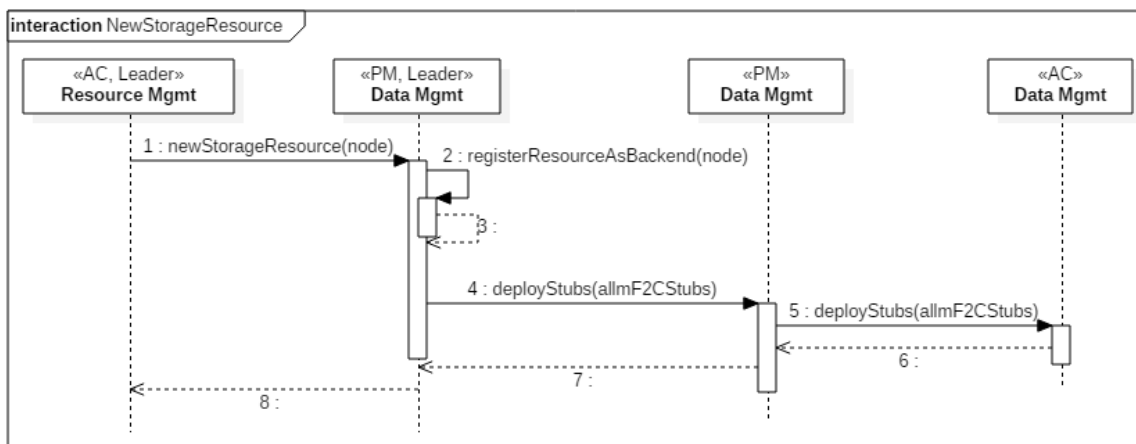 interaction NewStorageResource
«AC, Leader»
Resource Mgmt
«PM, Leader»
Data Mgmt
«PM»
Data Mgmt
«AC»
Data Mgmt
1 : newStorageResource(node)
2 : registerResourceAsBackend(node)
3 :
4 : deployStubs(allmF2CStubs)
5 : deployStubs(allmF2CStubs)
6 :
7 :
8 :